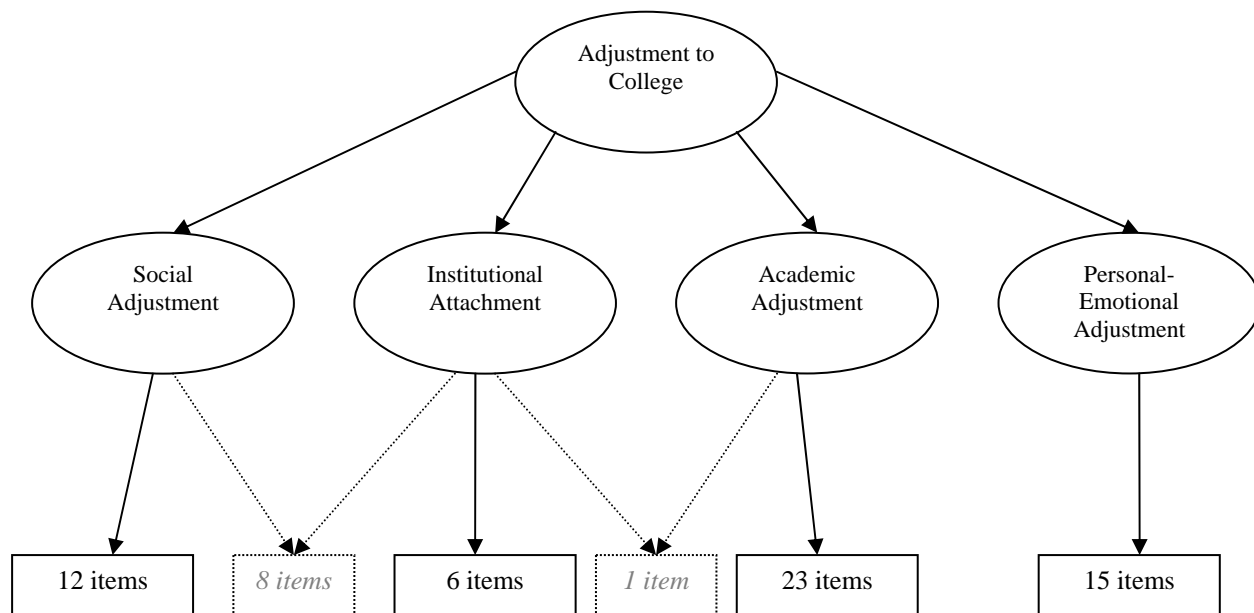 Adjustment to
College
Social
Adjustment
Institutional
Attachment
Academic
Adjustment
Personal-
Emotional
Adjustment
12 items
8 items
6 items
1 item
23 items
15 items